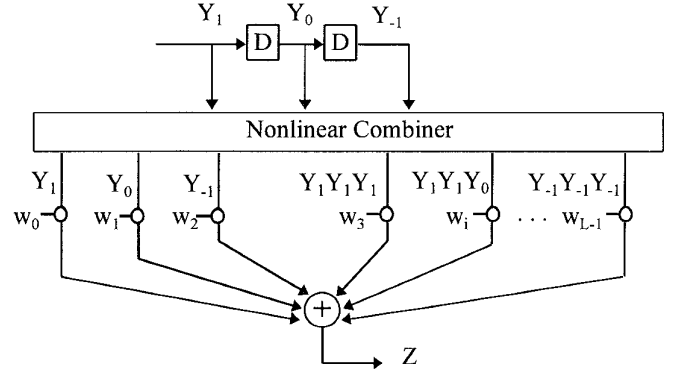 Y₁ Y₀ Y₋₁
D D
Nonlinear Combiner
Y₁ Y₀ Y₋₁ Y₁Y₁Y₁ Y₁Y₁Y₀ Y₋₁Y₋₁Y₋₁
w₀ w₁ w₂ w₃ wᵢ . . . w_{L-1}
+
Z